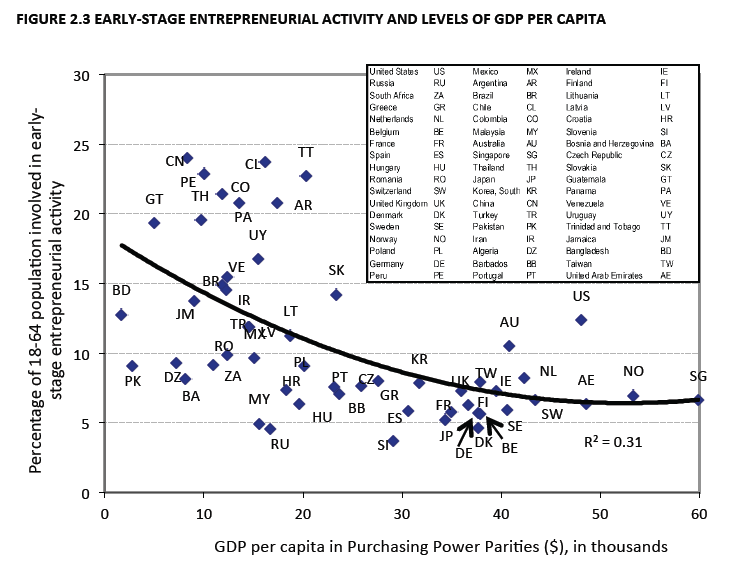 FIGURE 2.3 EARLY-STAGE ENTREPRENEURIAL ACTIVITY AND LEVELS OF GDP PER CAPITA
Percentage of 18-64 population involved in early-
stage entrepreneurial activity
30
25
20
15
10
5
0
United States US Mexico MX Ireland IE
Russia RU Argentina AR Finland FI
South Africa ZA Brazil BR Lithuania LT
Greece GR Chile CL Latvia LV
Netherlands NL Colombia CO Croatia HR
Belgium BE Malaysia MY Slovenia SI
France FR Australia AU Bosnia and Herzegovina BA
Spain ES Singapore SG Czech Republic CZ
Hungary HU Thailand TH Slovakia SK
Romania RO Japan JP Guatemala GT
Switzerland SW Korea, South KR Panama PA
United Kingdom UK China CN Venezuela VE
Denmark DK Turkey TR Uruguay UY
Sweden SE Pakistan PK Trinidad and Tobago TT
Norway NO Iran IR Jamaica JM
Poland PL Algeria DZ Bangladesh BD
Germany DE Barbados BB Taiwan TW
Peru PE Portugal PT United Arab Emirates AE
CN
CL
TT
PE
TH
CO
GT
PA
AR
UY
VE
SK
BR
BD
IR
JM
LT
US
TR
MX
LV
AU
RO
PL
KR
PK
DZ
BA
ZA
HR
PT
CZ
UK
TW
IE
NL
AE
NO
SG
MY
HU
BB
GR
ES
FR
FI
SW
RU
SI
JP
DE
DK
SE
BE
R² = 0.31
0 10 20 30 40 50 60
GDP per capita in Purchasing Power Parities ($), in thousands